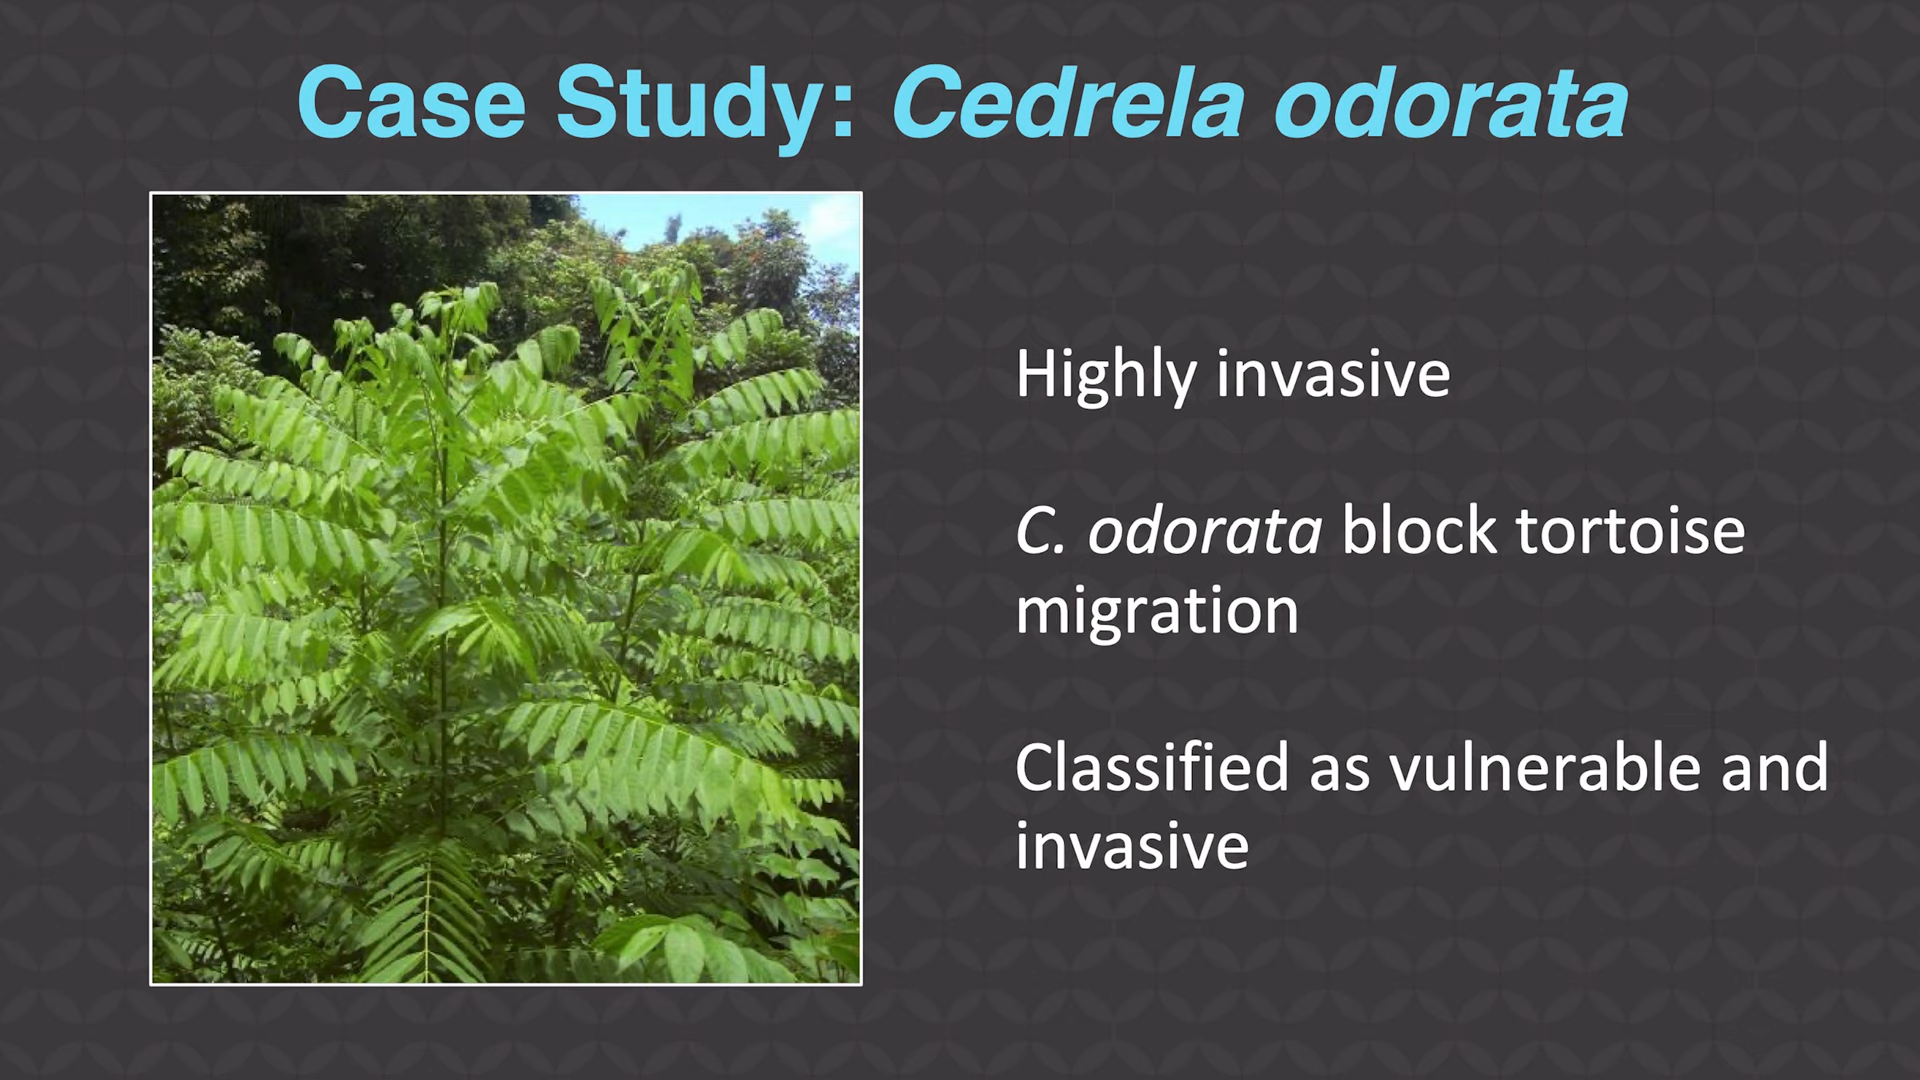 Case Study: Cedrela odorata
Highly invasive
C. odorata block tortoise
migration
Classified as vulnerable and
invasive